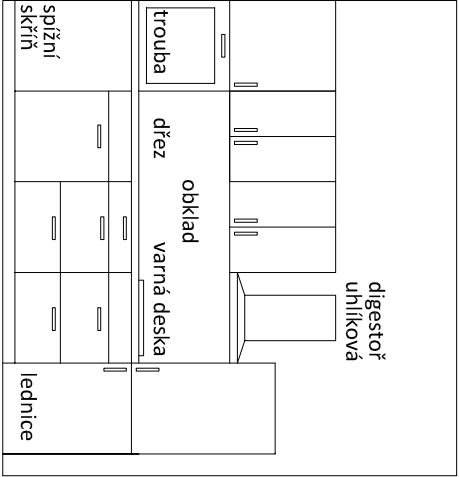 digestoř
uhlíková
trouba
dřez
obklad
varná deska
spížní
skříň
lednice